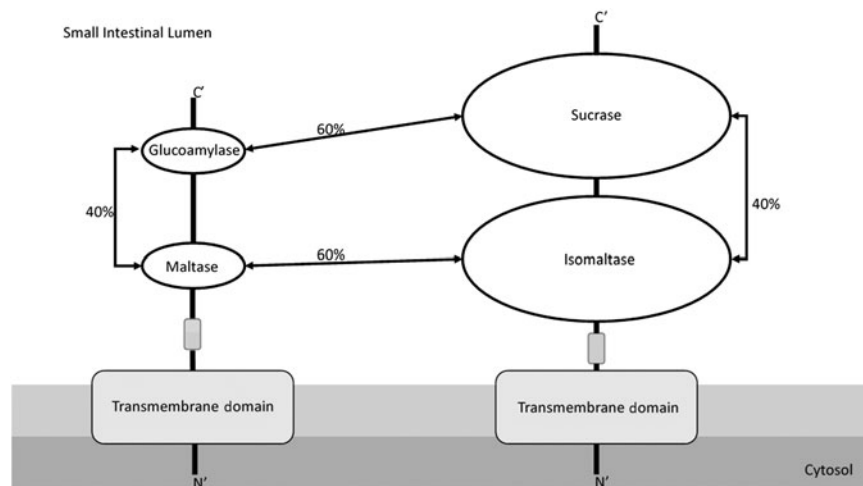 C'
Small Intestinal Lumen
C'
Sucrase
60%
Glucoamylase
40%
40%
60%
Isomaltase
Maltase
Transmembrane domain
Transmembrane domain
Cytosol
N'
N'